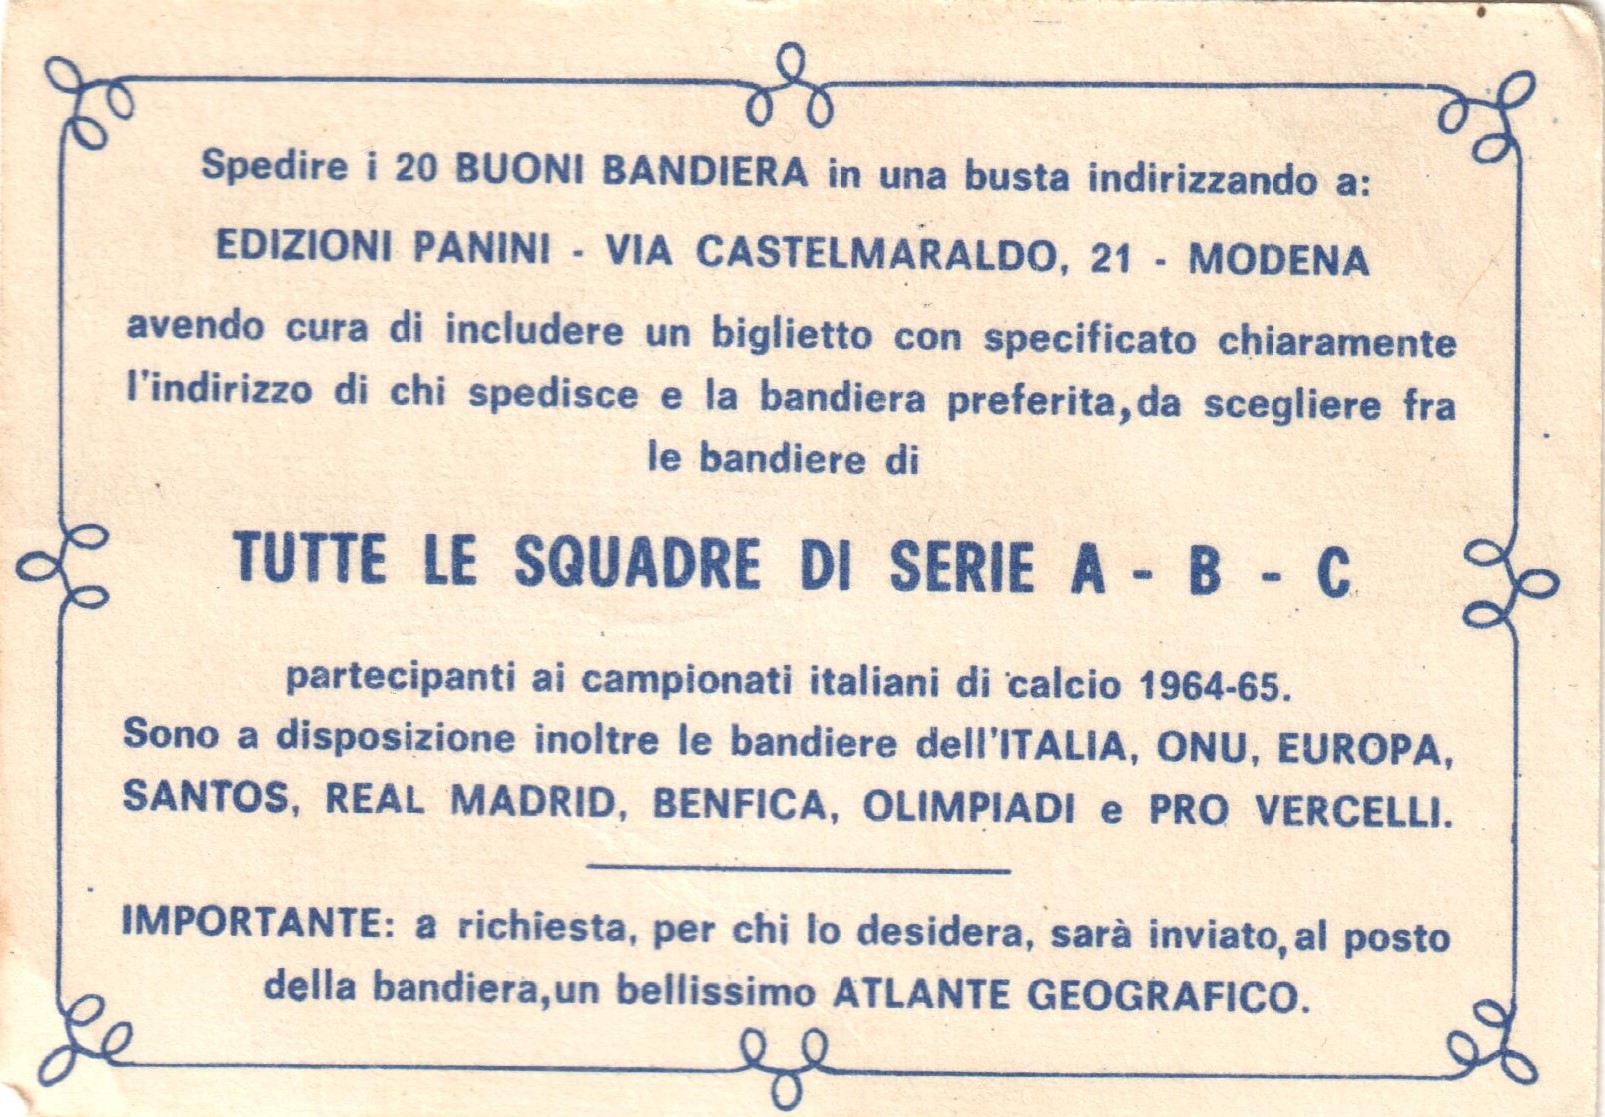 Spedire i 20 BUONI BANDIERA in una busta indirizzando a:
EDIZIONI PANINI - VIA CASTELMARALDO, 21 - MODENA
avendo cura di includere un biglietto con specificato chiaramente
l'indirizzo di chi spedisce e la bandiera preferita, da scegliere fra
le bandiere di
TUTTE LE SQUADRE DI SERIE A - B - C
partecipanti ai campionati italiani di calcio 1964-65.
Sono a disposizione inoltre le bandiere dell'ITALIA, ONU, EUROPA,
SANTOS, REAL MADRID, BENFICA, OLIMPIADI e PRO VERCELLI.
IMPORTANTE: a richiesta, per chi lo desidera, sarà inviato, al posto
della bandiera, un bellissimo ATLANTE GEOGRAFICO.